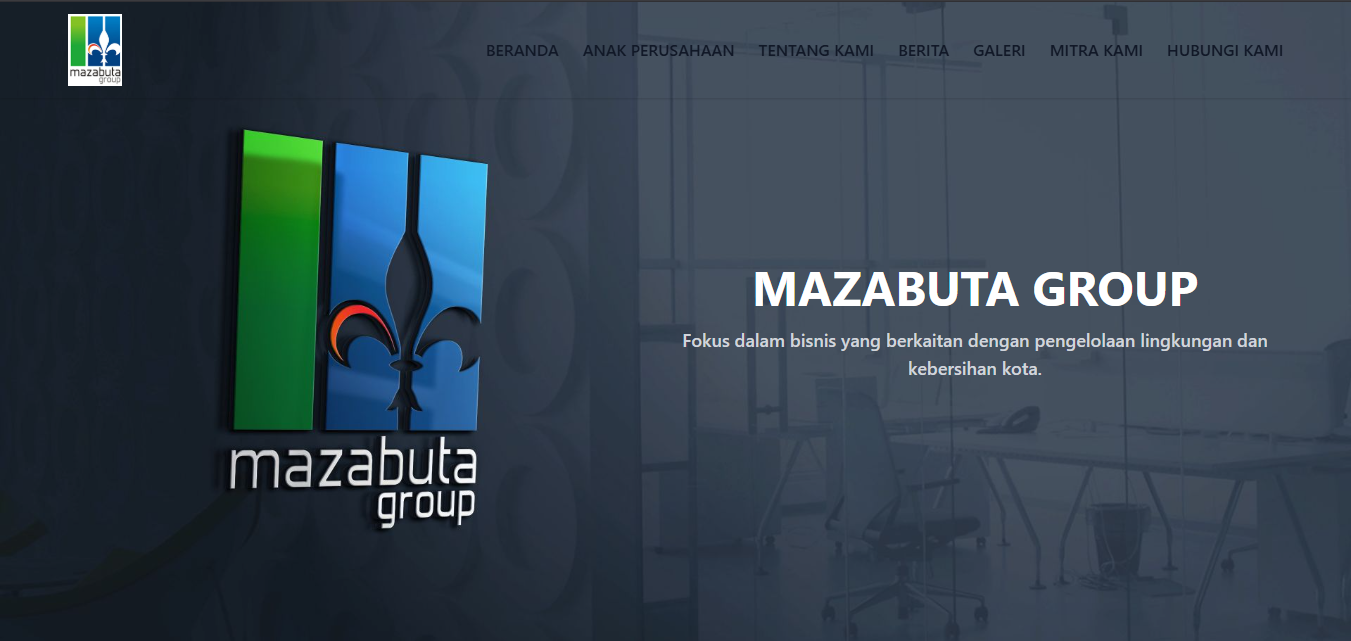 mazabuta
group
BERANDA ANAK PERUSAHAAN TENTANG KAMI BERITA GALERI MITRA KAMI HUBUNGI KAMI
mazabuta
group
MAZABUTA GROUP
Fokus dalam bisnis yang berkaitan dengan pengelolaan lingkungan dan
kebersihan kota.